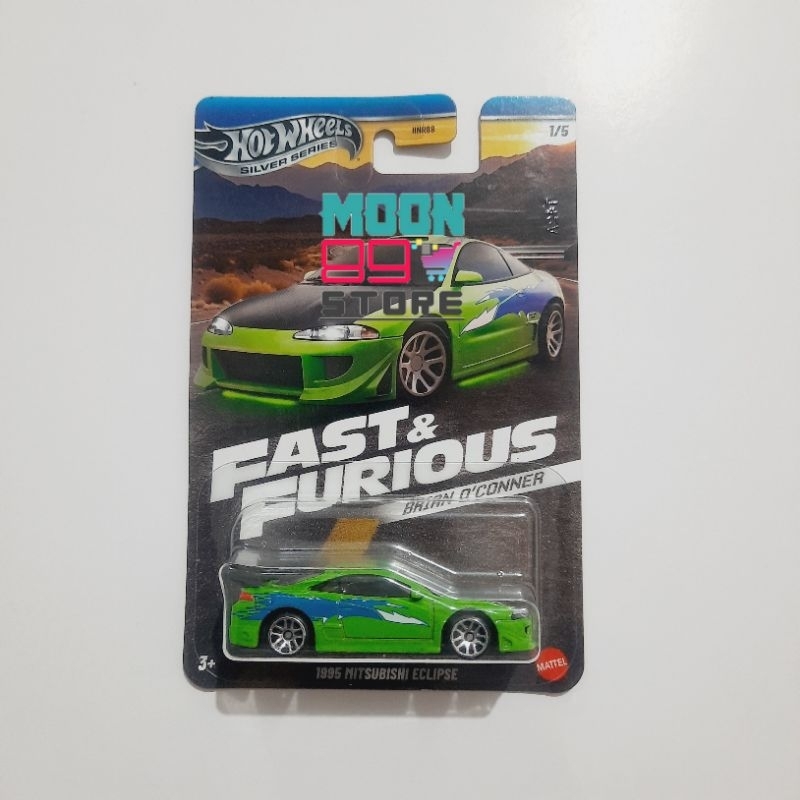 HNR88
1/5
HOT WHEELS
SILVER SERIES
MOON
99
STORE
FAST &
FURIOUS
BRIAN O'CONNER
3+
1995 MITSUBISHI ECLIPSE
MATTEL